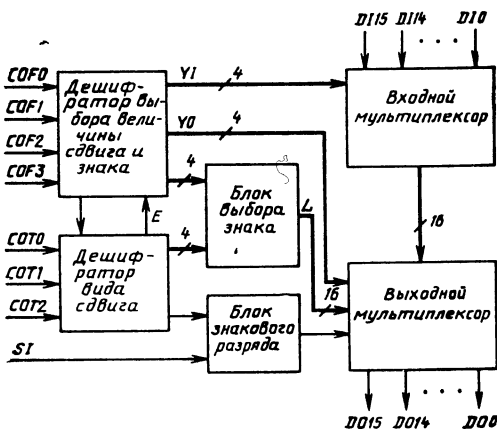 DI15 DI14 ... DI0
COF0
COF1
COF2
COF3
Дешиф-
ратор вы-
бора вели-
чины
сдвига и
знака
YI 4
Y0 4
4
Входной
мультиплексор
16
Блок
выбора
знака
L
16
E
4
COT0
COT1
COT2
Дешиф-
ратор
вида
сдвига
SI
Блок
знакового
разряда
Выходной
мультиплексор
DO15 DO14 ... DO0